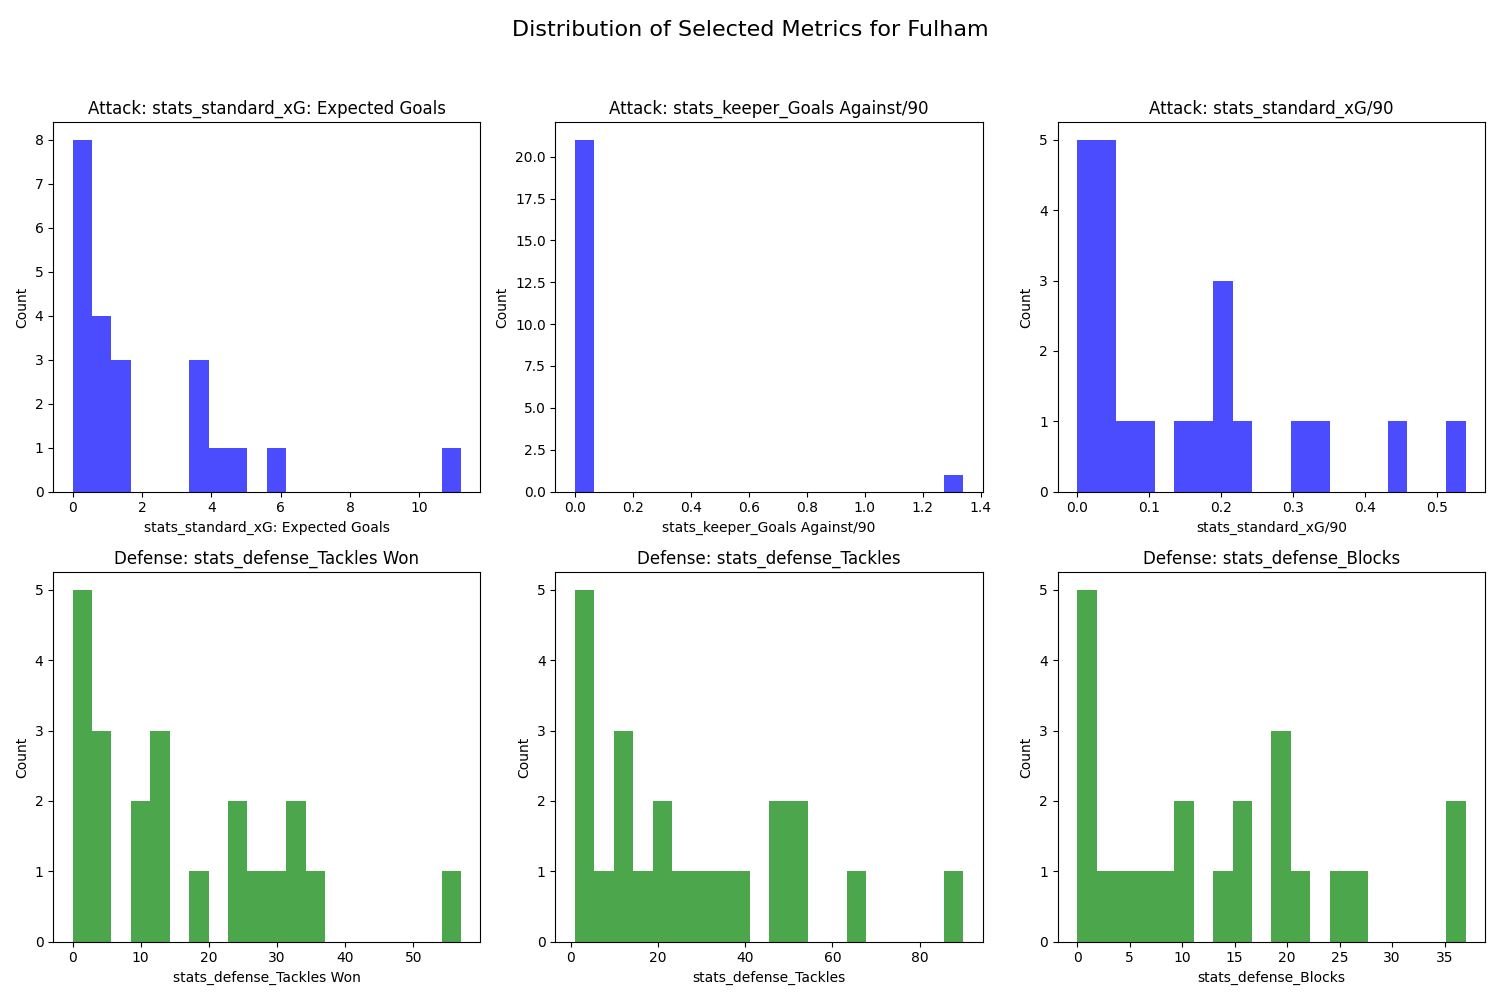 Distribution of Selected Metrics for Fulham
Attack: stats_standard_xG: Expected Goals
Count
8
7
6
5
4
3
2
1
0
0 2 4 6 8 10
stats_standard_xG: Expected Goals
Attack: stats_keeper_Goals Against/90
Count
20.0
17.5
15.0
12.5
10.0
7.5
5.0
2.5
0.0
0.0 0.2 0.4 0.6 0.8 1.0 1.2 1.4
stats_keeper_Goals Against/90
Attack: stats_standard_xG/90
Count
5
4
3
2
1
0
0.0 0.1 0.2 0.3 0.4 0.5
stats_standard_xG/90
Defense: stats_defense_Tackles Won
Count
5
4
3
2
1
0
0 10 20 30 40 50
stats_defense_Tackles Won
Defense: stats_defense_Tackles
Count
5
4
3
2
1
0
0 20 40 60 80
stats_defense_Tackles
Defense: stats_defense_Blocks
Count
5
4
3
2
1
0
0 5 10 15 20 25 30 35
stats_defense_Blocks